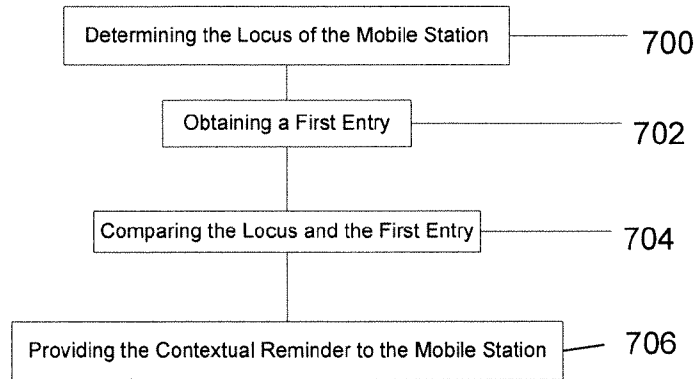 Determining the Locus of the Mobile Station 700
Obtaining a First Entry 702
Comparing the Locus and the First Entry 704
Providing the Contextual Reminder to the Mobile Station 706